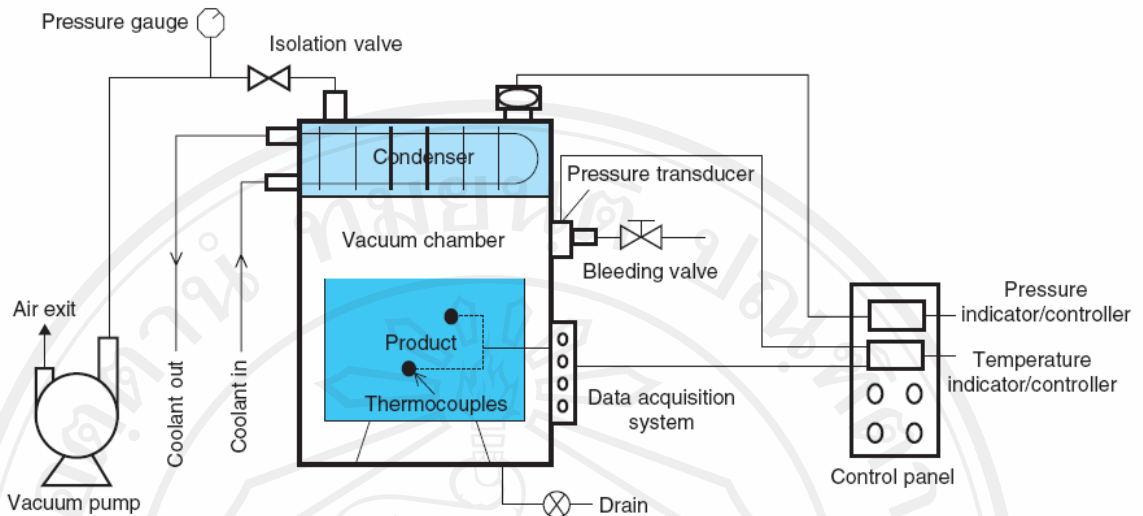 Pressure gauge
Isolation valve
Condenser
Pressure transducer
Vacuum chamber
Bleeding valve
Air exit
Product
Thermocouples
Coolant out
Coolant in
Data acquisition
system
Pressure
indicator/controller
Temperature
indicator/controller
Control panel
Vacuum pump
Drain